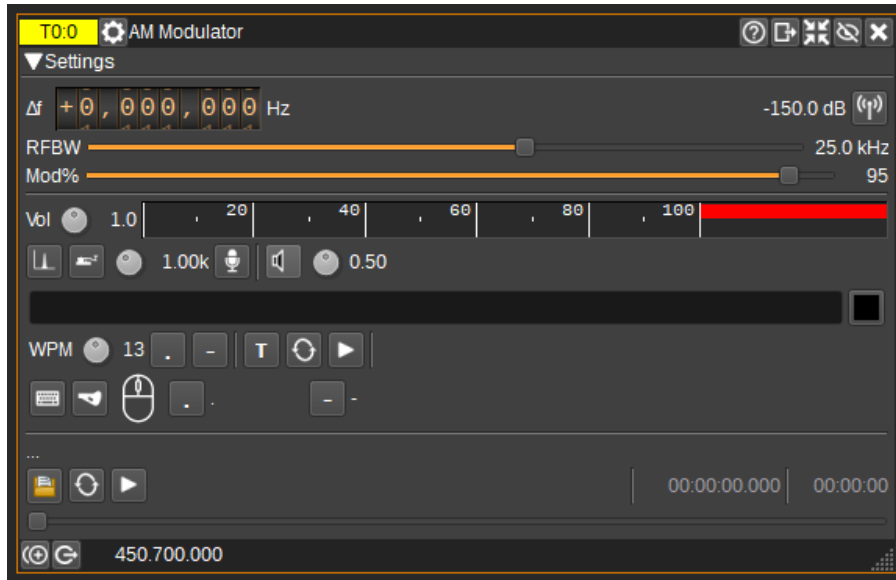 T0:0 AM Modulator
Settings
Δf +0,000,000 Hz -150.0 dB
RFBW 25.0 kHz
Mod% 95
Vol 1.0 20 40 60 80 100
1.00k 0.50
WPM 13 . - T
. . - -
...
00:00:00.000 00:00:00
450.700.000